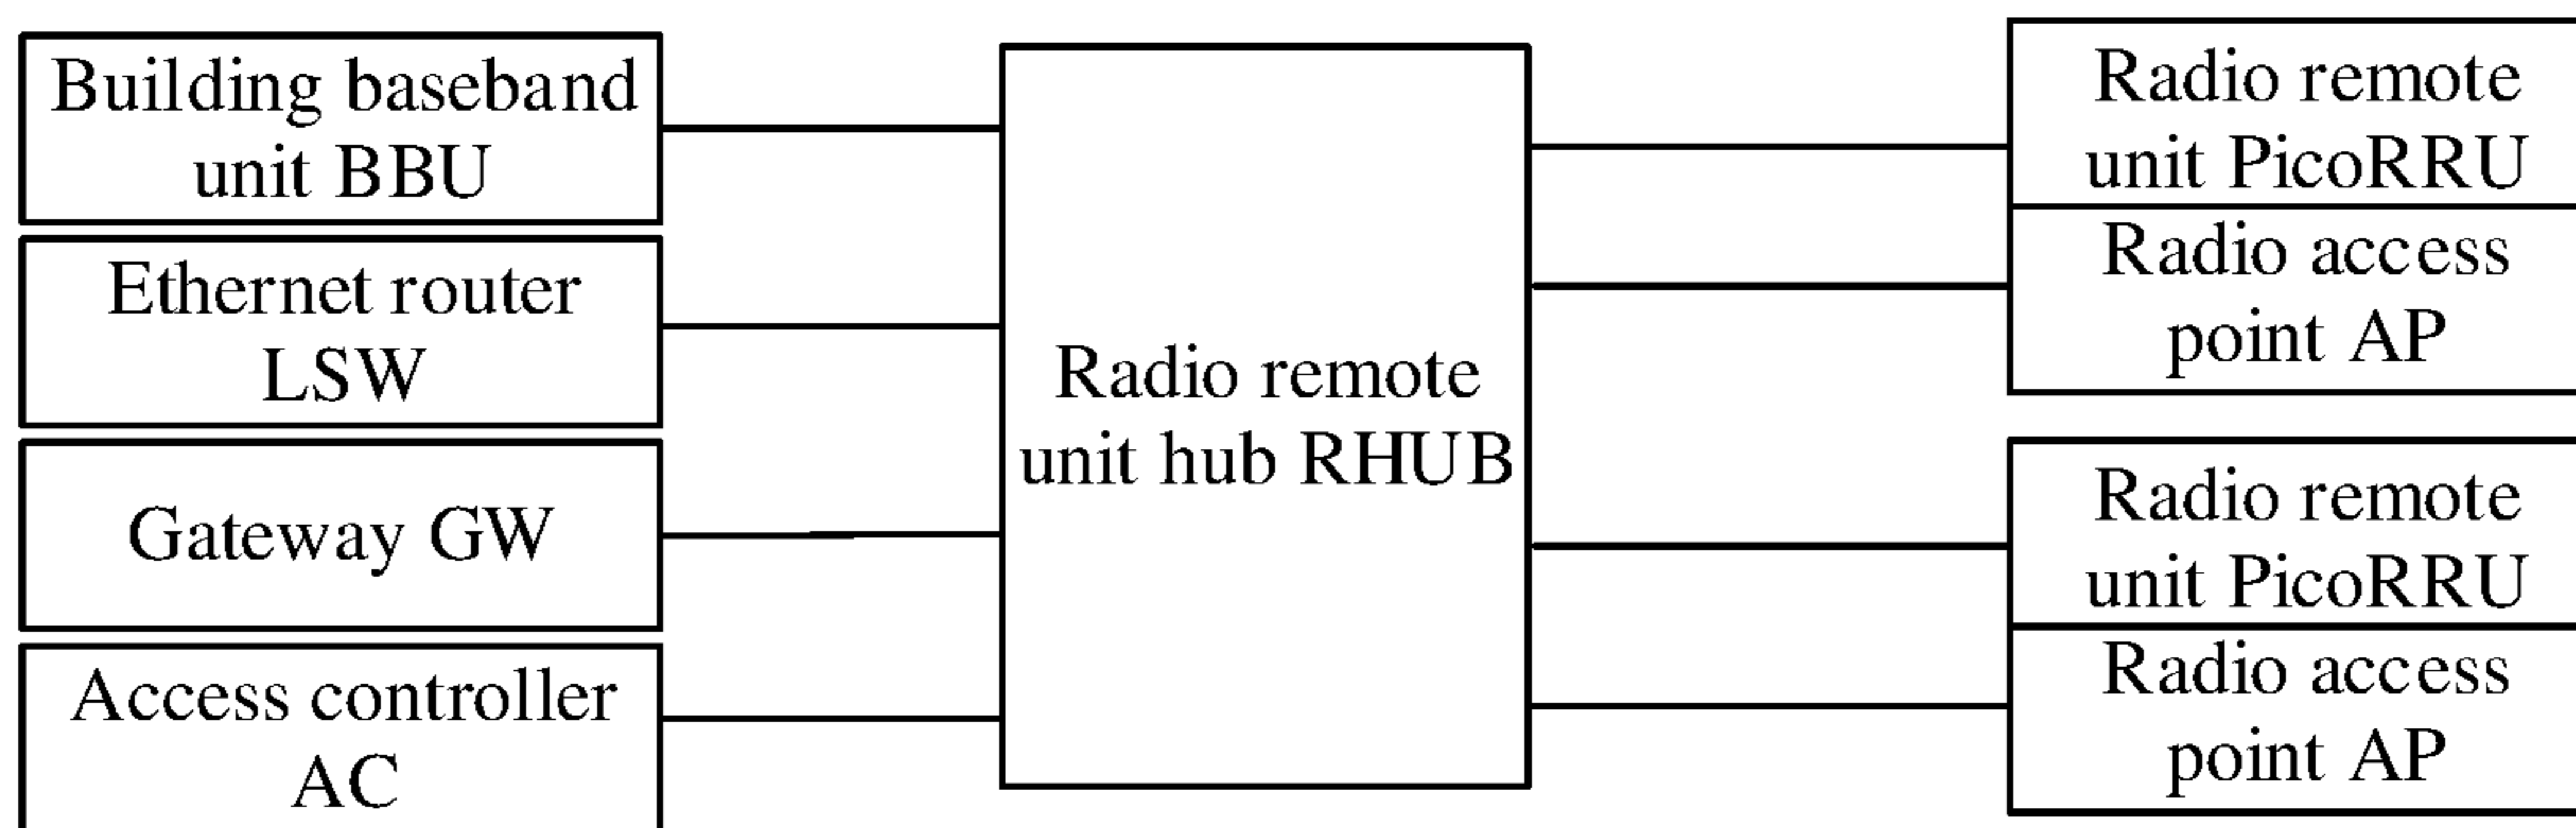 Building baseband
unit BBU
Ethernet router
LSW
Gateway GW
Access controller
AC
Radio remote
unit hub RHUB
Radio remote
unit PicoRRU
Radio access
point AP
Radio remote
unit PicoRRU
Radio access
point AP